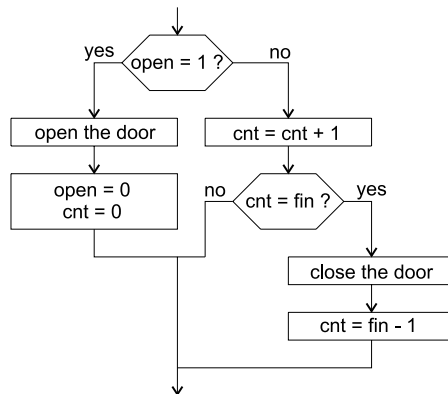 yes
open = 1 ?
no
open the door
cnt = cnt + 1
open = 0
cnt = 0
no
cnt = fin ?
yes
close the door
cnt = fin - 1